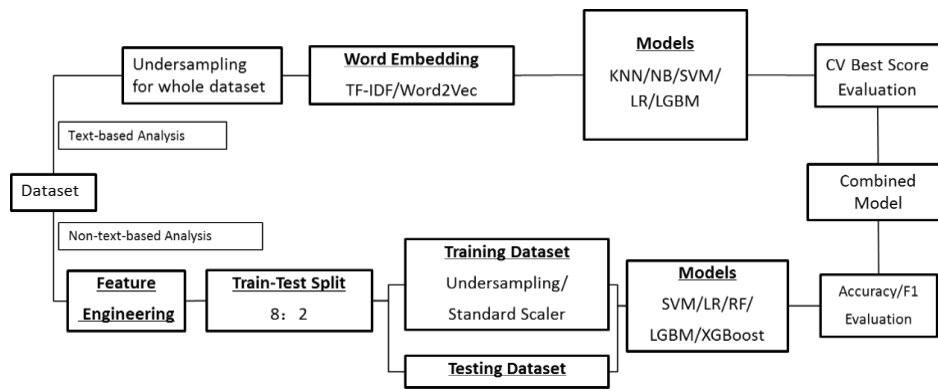 Undersampling
for whole dataset
Word Embedding
TF-IDF/Word2Vec
Models
KNN/NB/SVM/
LR/LGBM
CV Best Score
Evaluation
Text-based Analysis
Dataset
Combined
Model
Non-text-based Analysis
Feature
Engineering
Train-Test Split
8：2
Training Dataset
Undersampling/
Standard Scaler
Testing Dataset
Models
SVM/LR/RF/
LGBM/XGBoost
Accuracy/F1
Evaluation